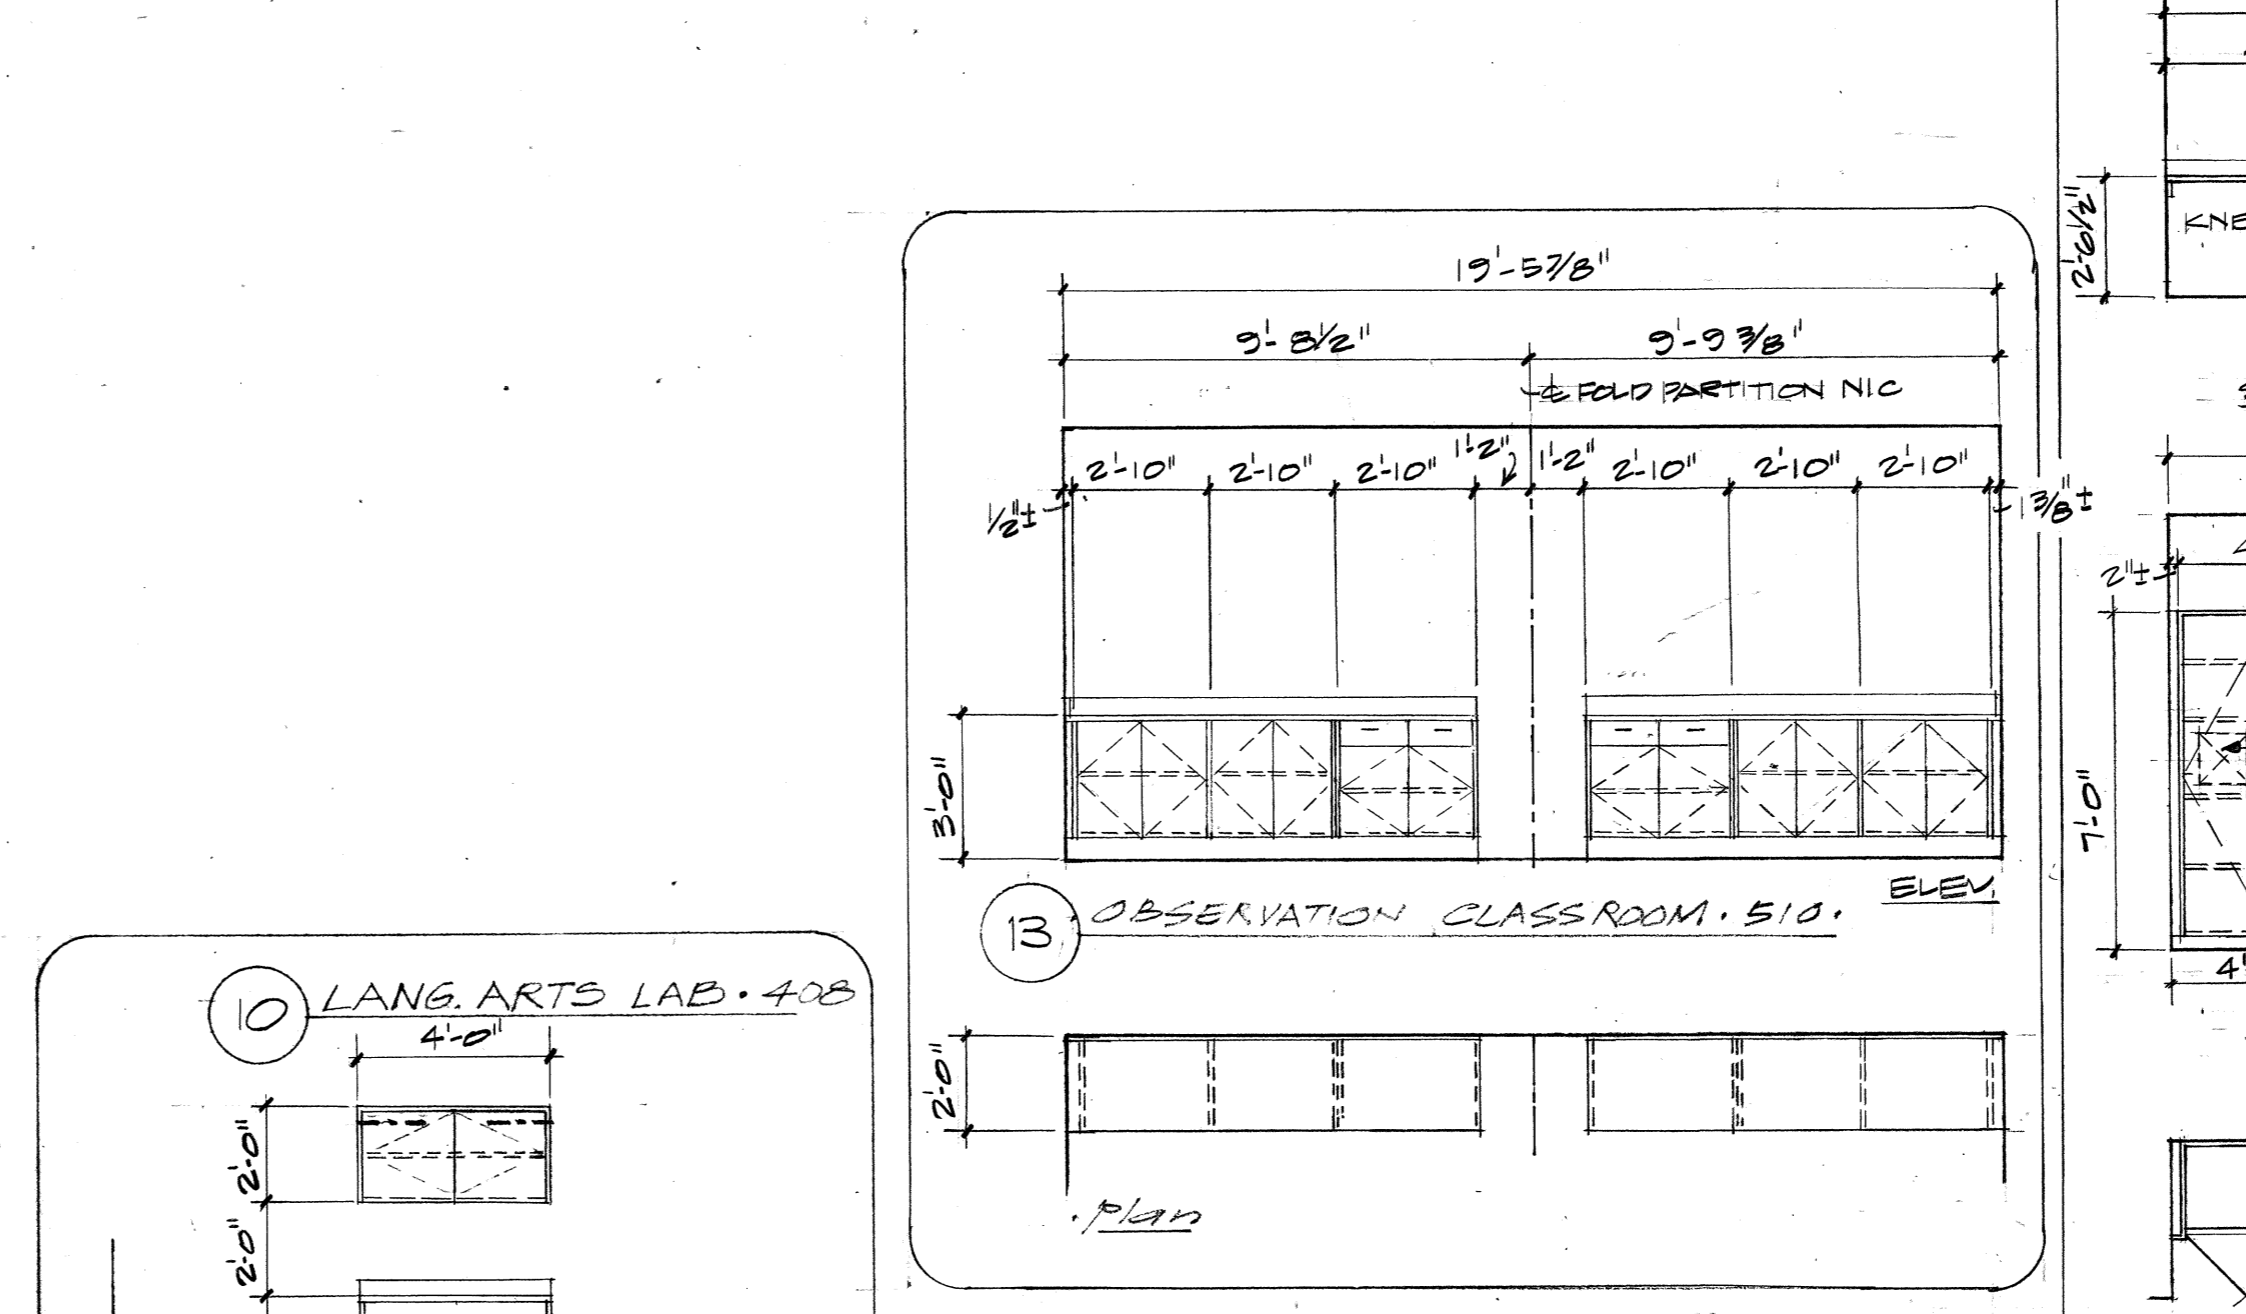 19'-5 7/8"
9'-8 1/2" 9'-9 3/8"
℄ FOLD PARTITION NIC
2'-10" 2'-10" 2'-10" 1'-2" 1'-2" 2'-10" 2'-10" 2'-10"
1/2"± 1 3/8"±
3'-0"
ELEV.
13 OBSERVATION CLASSROOM • 510 •
2'-0"
• Plan
10 LANG. ARTS LAB • 408
4'-0"
2'-0"
2'-0"
2'-6 1/2"
2"±
7'-0"